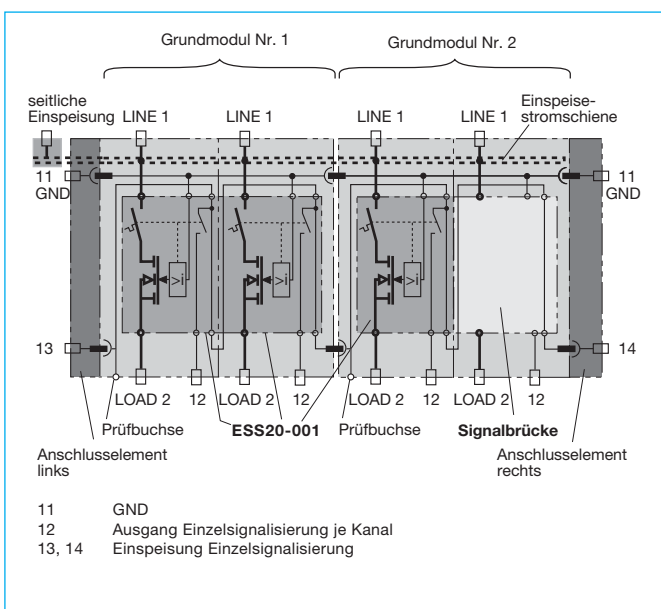 Grundmodul Nr. 1
Grundmodul Nr. 2
seitliche
Einspeisung
LINE 1
LINE 1
LINE 1
LINE 1
Einspeise-
stromschiene
11
GND
11
GND
>i
>i
>i
13
14
LOAD 2
12
LOAD 2
12
LOAD 2
12
LOAD 2
12
Prüfbuchse
ESS20-001
Prüfbuchse
Signalbrücke
Anschlusselement
links
Anschlusselement
rechts
11 GND
12 Ausgang Einzelsignalisierung je Kanal
13, 14 Einspeisung Einzelsignalisierung